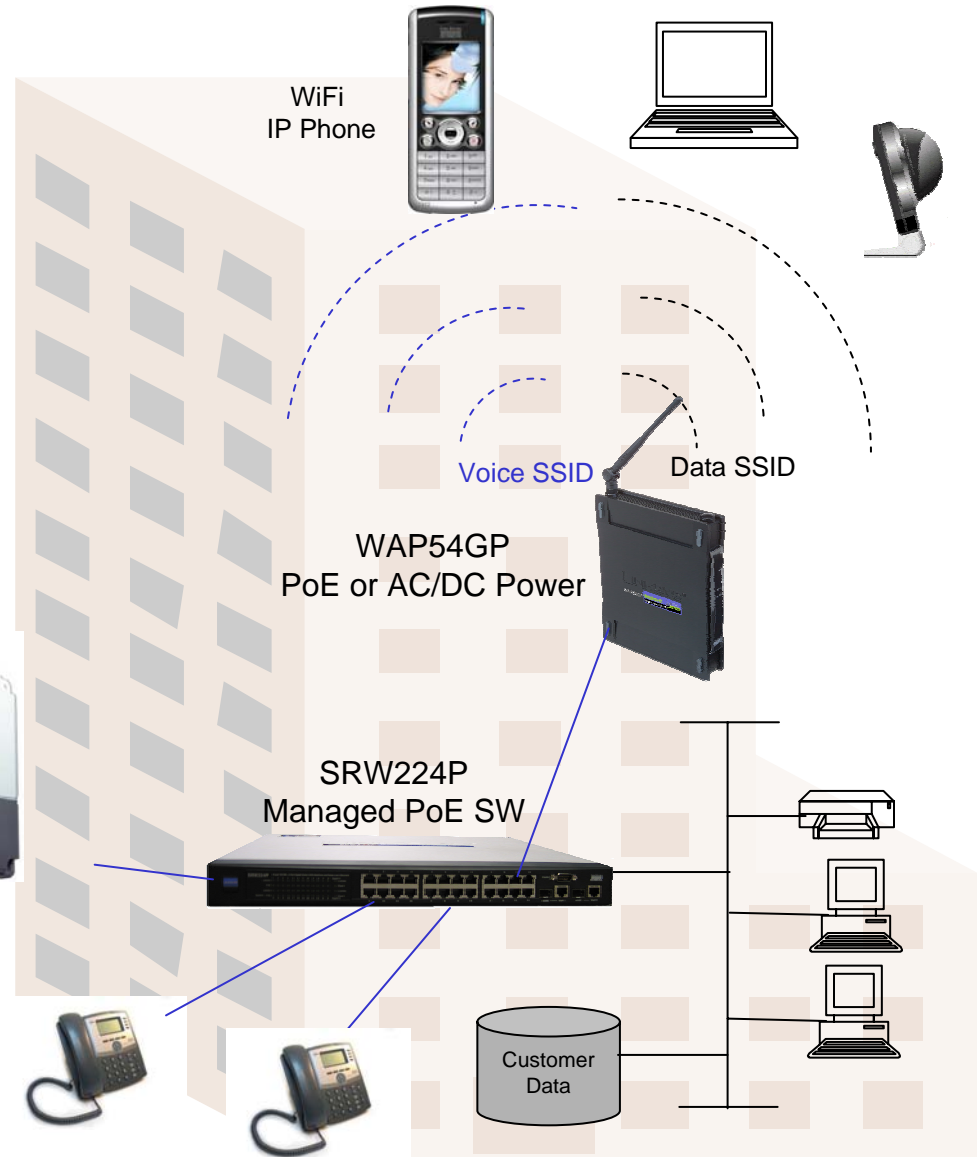 WiFi
IP Phone
Voice SSID
Data SSID
WAP54GP
PoE or AC/DC Power
SRW224P
Managed PoE SW
Customer
Data